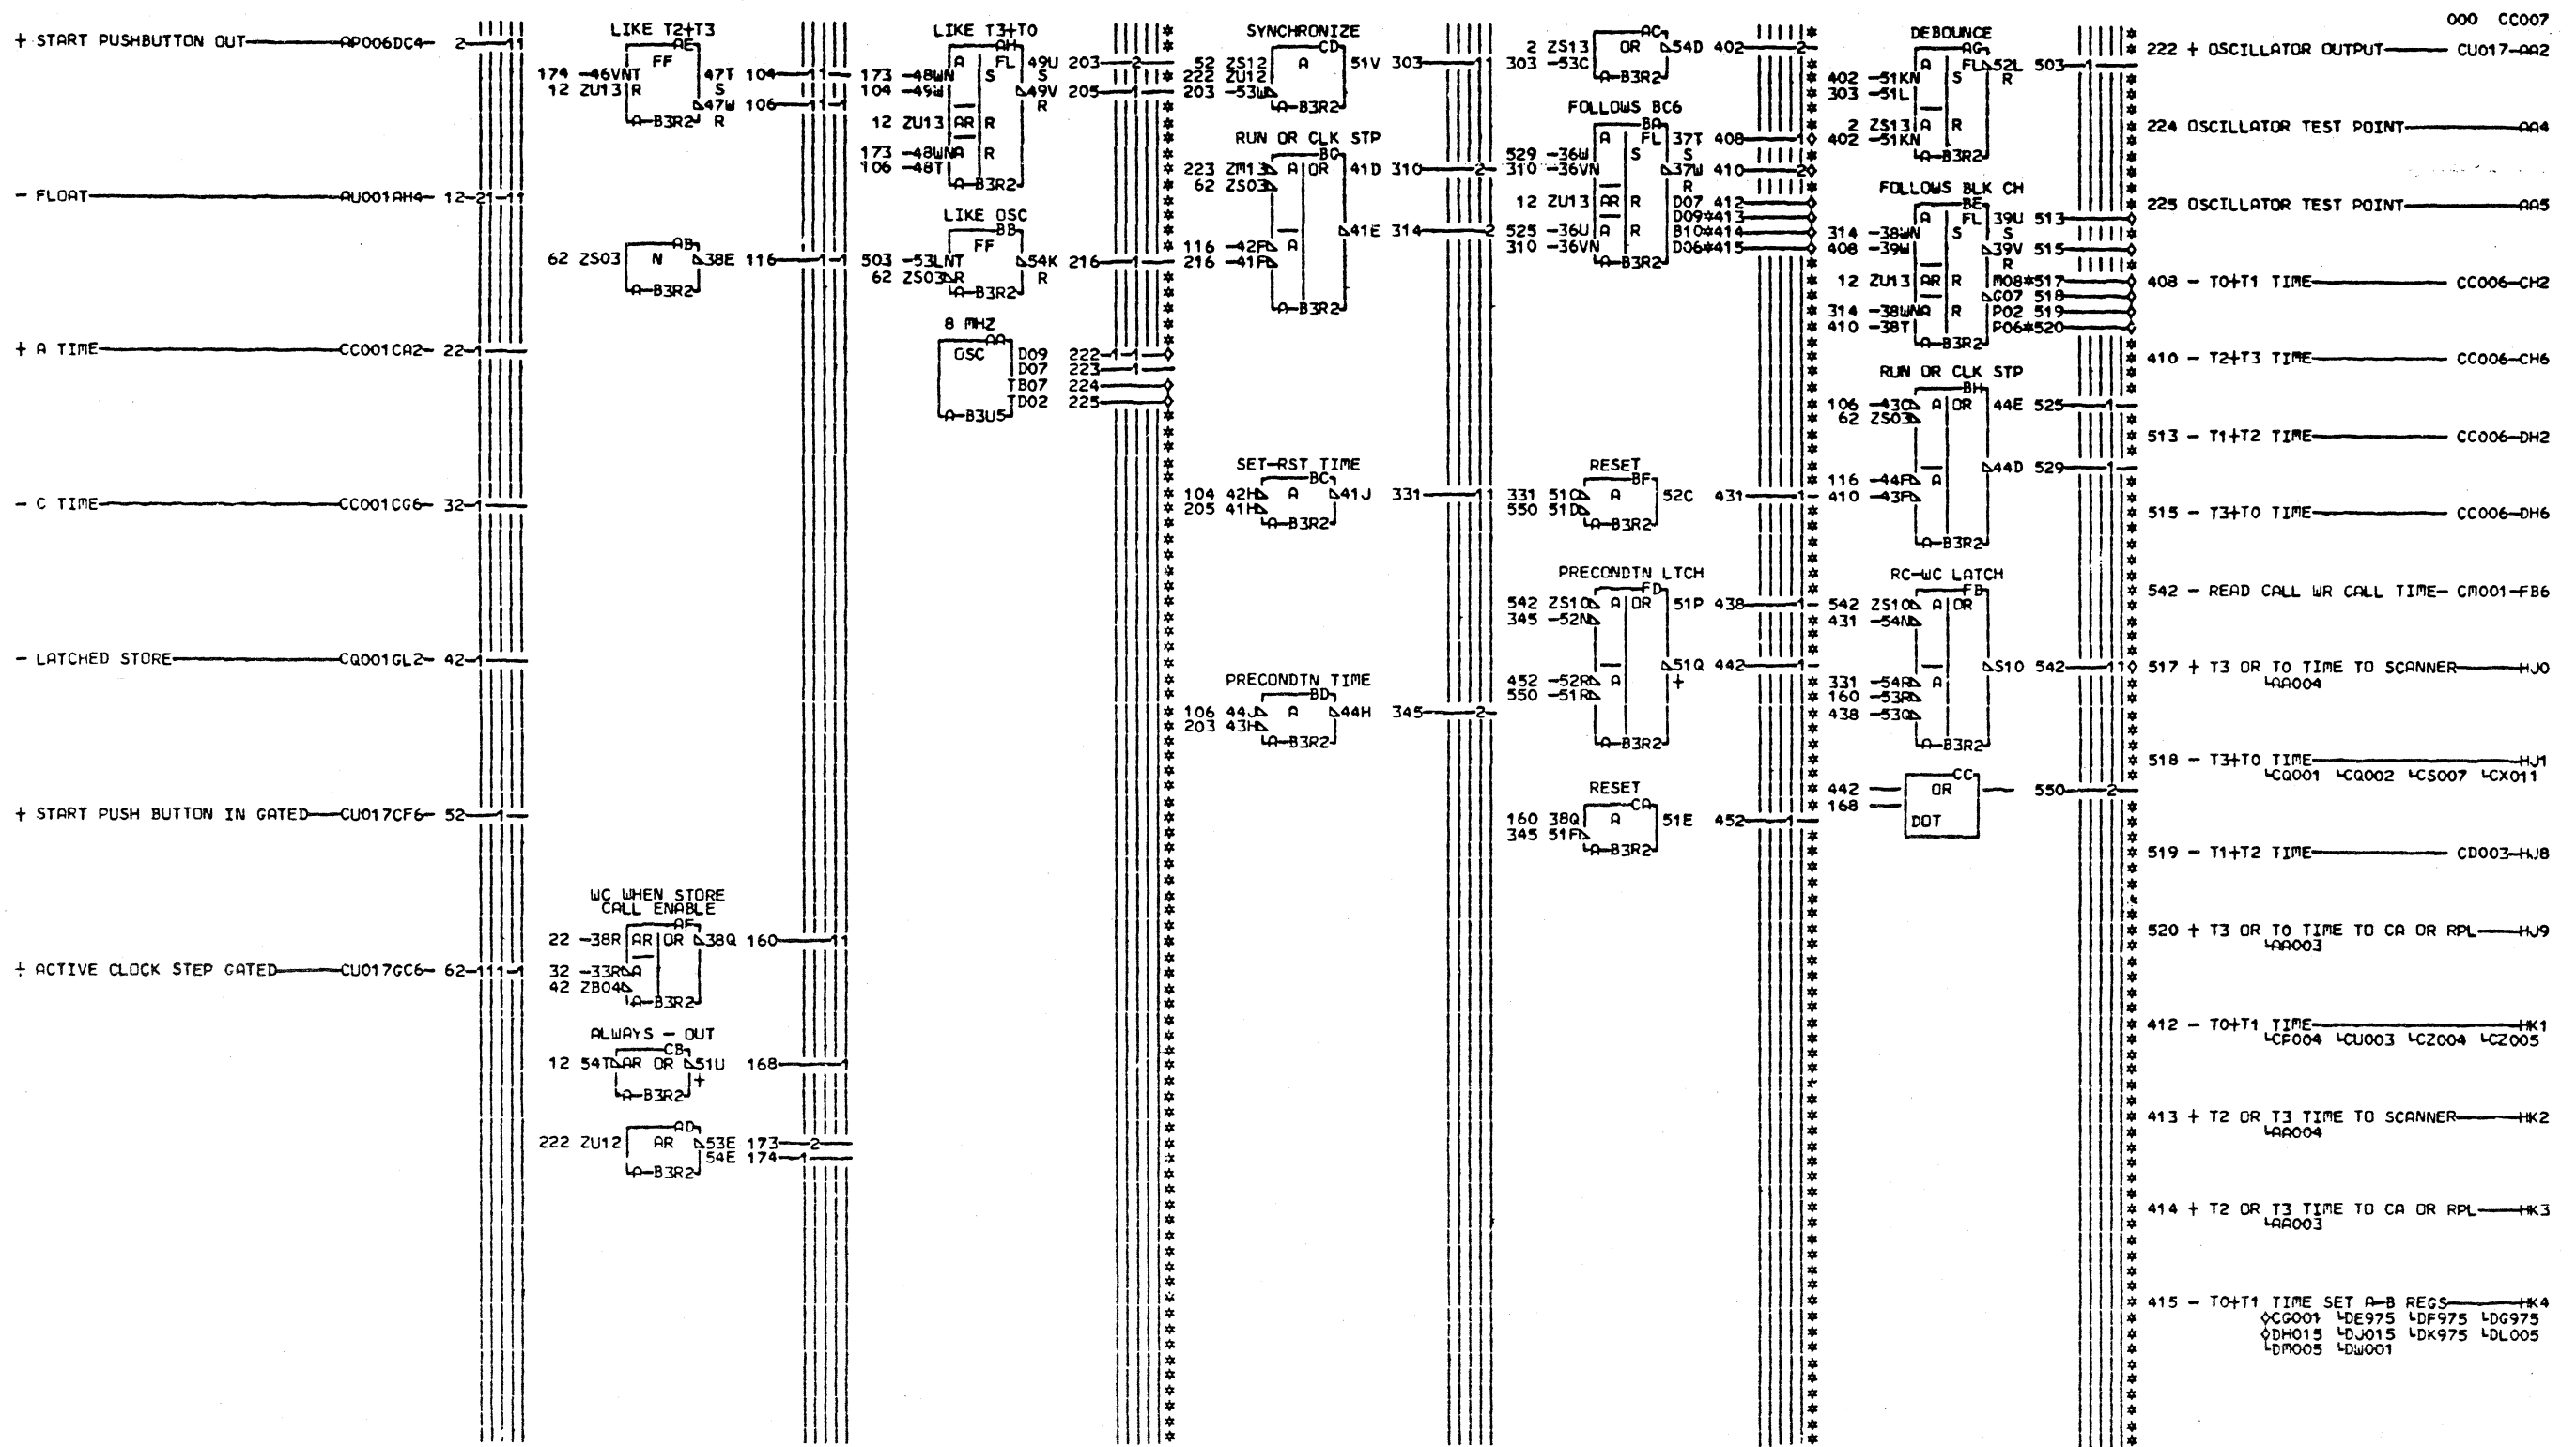 000 CC007
+ START PUSHBUTTON OUT AP006DC4- 2
- FLOAT AU001AH4- 12
+ A TIME CC001CA2- 22
- C TIME CC001CG6- 32
- LATCHED STORE CQ001GL2- 42
+ START PUSH BUTTON IN GATED CU017CF6- 52
+ ACTIVE CLOCK STEP GATED CU017GC6- 62
LIKE T2+T3
AE
174 -46VNT FF 47T 104
12 ZU13 R S
47W 106
A-B3R2 R
AB
62 ZS03 N 38E 116
A-B3R2
WC WHEN STORE
CALL ENABLE
AF
22 -38R AR OR 38Q 160
32 -33R A
42 ZB04
A-B3R2
ALWAYS - OUT
CB
12 54T AR OR 51U 168
+
A-B3R2
AD
222 ZU12 AR 53E 173
54E 174
A-B3R2
LIKE T3+T0
AH
173 -48WN A FL 49U 203
104 -49W S S
49V 205
R
12 ZU13 AR R
173 -48WNA R
106 -48T
A-B3R2
LIKE OSC
BB
503 -53LNT FF 54K 216
62 ZS03 R R
A-B3R2
8 MHZ
AA
OSC D09 222
D07 223
TB07 224
TD02 225
A-B3U5
SYNCHRONIZE
CD
52 ZS12 A 51V 303
222 ZU12
203 -53W
A-B3R2
RUN OR CLK STP
BG
223 ZM13 A OR 41D 310
62 ZS03
41E 314
116 -42F A
216 -41F
A-B3R2
SET-RST TIME
BC
104 42H A 41J 331
205 41H
A-B3R2
PRECONDTN TIME
BD
106 44J A 44H 345
203 43H
A-B3R2
AC
2 ZS13 OR 54D 402
303 -53C
A-B3R2
FOLLOWS BC6
BA
529 -36W A FL 37T 408
310 -36VN S S
37W 410
R
12 ZU13 AR R D07 412
D09*413
525 -36U A R B10*414
310 -36VN D06*415
A-B3R2
RESET
BF
331 51C A 52C 431
550 51D
A-B3R2
PRECONDTN LTCH
FD
542 ZS10 A OR 51P 438
345 -52N
51Q 442
452 -52R A +
550 -51R
A-B3R2
RESET
CA
160 38Q A 51E 452
345 51F
A-B3R2
DEBOUNCE
AG
402 -51KN A FL 52L 503
303 -51L S R
2 ZS13 A R
402 -51KN
A-B3R2
FOLLOWS BLK CH
BE
314 -38WN A FL 39U 513
408 -39W S S
39V 515
R
12 ZU13 AR R M08*517
G07 518
314 -38WNA R P02 519
410 -38T P06*520
A-B3R2
RUN OR CLK STP
BH
106 -43C A OR 44E 525
62 ZS03
44D 529
116 -44F A
410 -43F
A-B3R2
RC-WC LATCH
FB
542 ZS10 A OR
431 -54N
S10 542
331 -54R A
160 -53R
438 -53Q
A-B3R2
CC
442 OR 550
168
DOT
222 + OSCILLATOR OUTPUT CU017-AA2
224 OSCILLATOR TEST POINT AA4
225 OSCILLATOR TEST POINT AA5
408 - T0+T1 TIME CC006-CH2
410 - T2+T3 TIME CC006-CH6
513 - T1+T2 TIME CC006-DH2
515 - T3+T0 TIME CC006-DH6
542 - READ CALL WR CALL TIME- CM001-FB6
517 + T3 OR T0 TIME TO SCANNER HJ0
AA004
518 - T3+T0 TIME HJ1
CQ001 CQ002 CS007 CX011
519 - T1+T2 TIME CD003-HJ8
520 + T3 OR T0 TIME TO CA OR RPL HJ9
AA003
412 - T0+T1 TIME HK1
CF004 CU003 CZ004 CZ005
413 + T2 OR T3 TIME TO SCANNER HK2
AA004
414 + T2 OR T3 TIME TO CA OR RPL HK3
AA003
415 - T0+T1 TIME SET A-B REGS HK4
CG001 DE975 DF975 DG975
DH015 DJ015 DK975 DL005
DM005 DW001